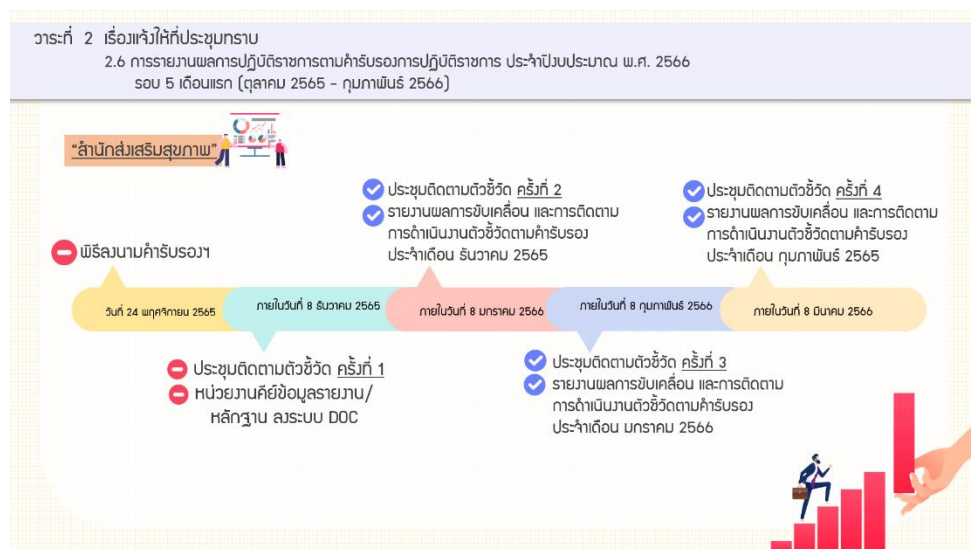 วาระที่ 2 เรื่องแจ้งให้ที่ประชุมทราบ
2.6 การรายงานผลการปฏิบัติราชการตามคำรับรองการปฏิบัติราชการ ประจำปีงบประมาณ พ.ศ. 2566
รอบ 5 เดือนแรก (ตุลาคม 2565 - กุมภาพันธ์ 2566)
"สำนักส่งเสริมสุขภาพ"
ประชุมติดตามตัวชี้วัด ครั้งที่ 2
รายงานผลการขับเคลื่อน และการติดตาม
การดำเนินงานตัวชี้วัดตามคำรับรอง
ประจำเดือน ธันวาคม 2565
ประชุมติดตามตัวชี้วัด ครั้งที่ 4
รายงานผลการขับเคลื่อน และการติดตาม
การดำเนินงานตัวชี้วัดตามคำรับรอง
ประจำเดือน กุมภาพันธ์ 2565
พิธีลงนามคำรับรองฯ
วันที่ 24 พฤศจิกายน 2565
ภายในวันที่ 8 ธันวาคม 2565
ภายในวันที่ 8 มกราคม 2566
ภายในวันที่ 8 กุมภาพันธ์ 2566
ภายในวันที่ 8 มีนาคม 2566
ประชุมติดตามตัวชี้วัด ครั้งที่ 1
หน่วยงานคีย์ข้อมูลรายงาน/
หลักฐาน ลงระบบ DOC
ประชุมติดตามตัวชี้วัด ครั้งที่ 3
รายงานผลการขับเคลื่อน และการติดตาม
การดำเนินงานตัวชี้วัดตามคำรับรอง
ประจำเดือน มกราคม 2566